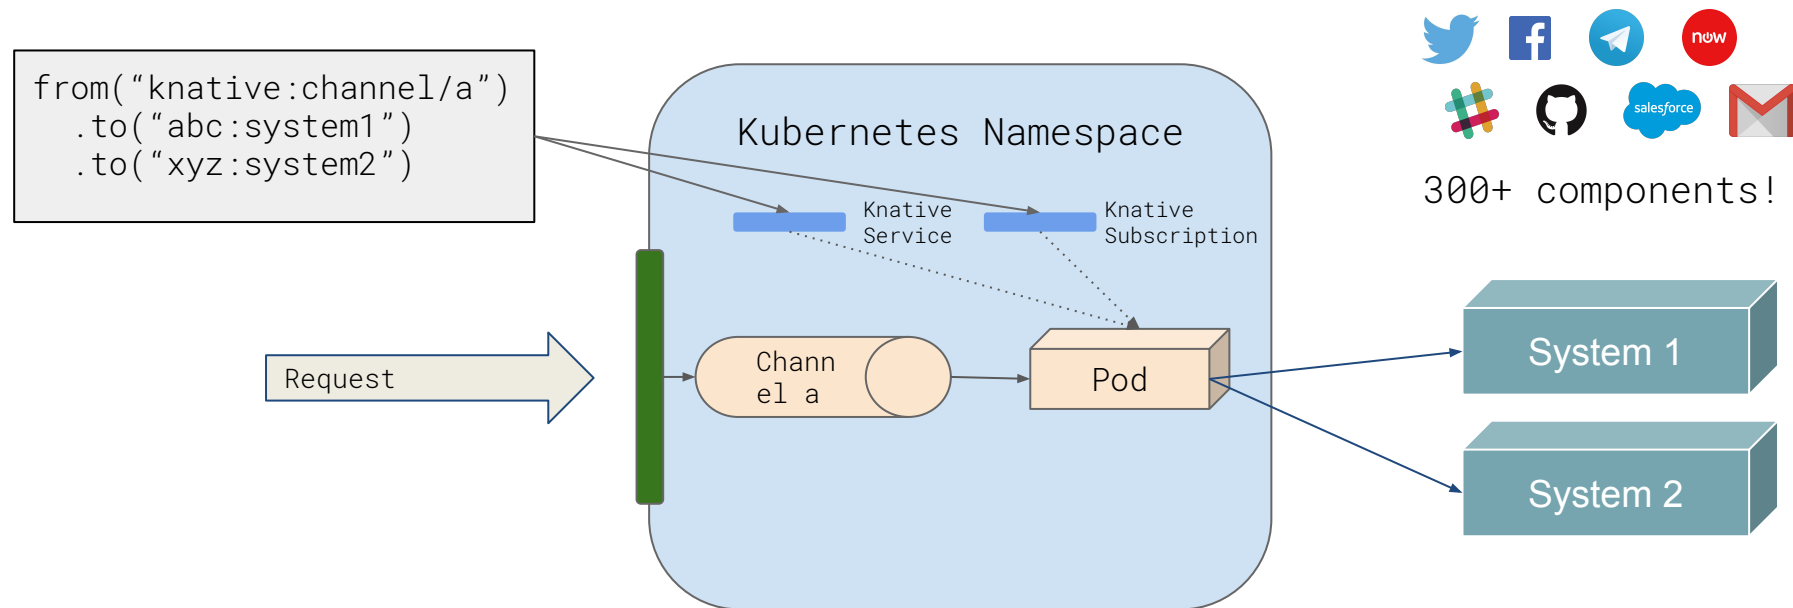 from(“knative:channel/a”)
.to(“abc:system1”)
.to(“xyz:system2”)
Kubernetes Namespace
Knative
Service
Knative
Subscription
now
salesforce
300+ components!
Request
Chann
el a
Pod
System 1
System 2